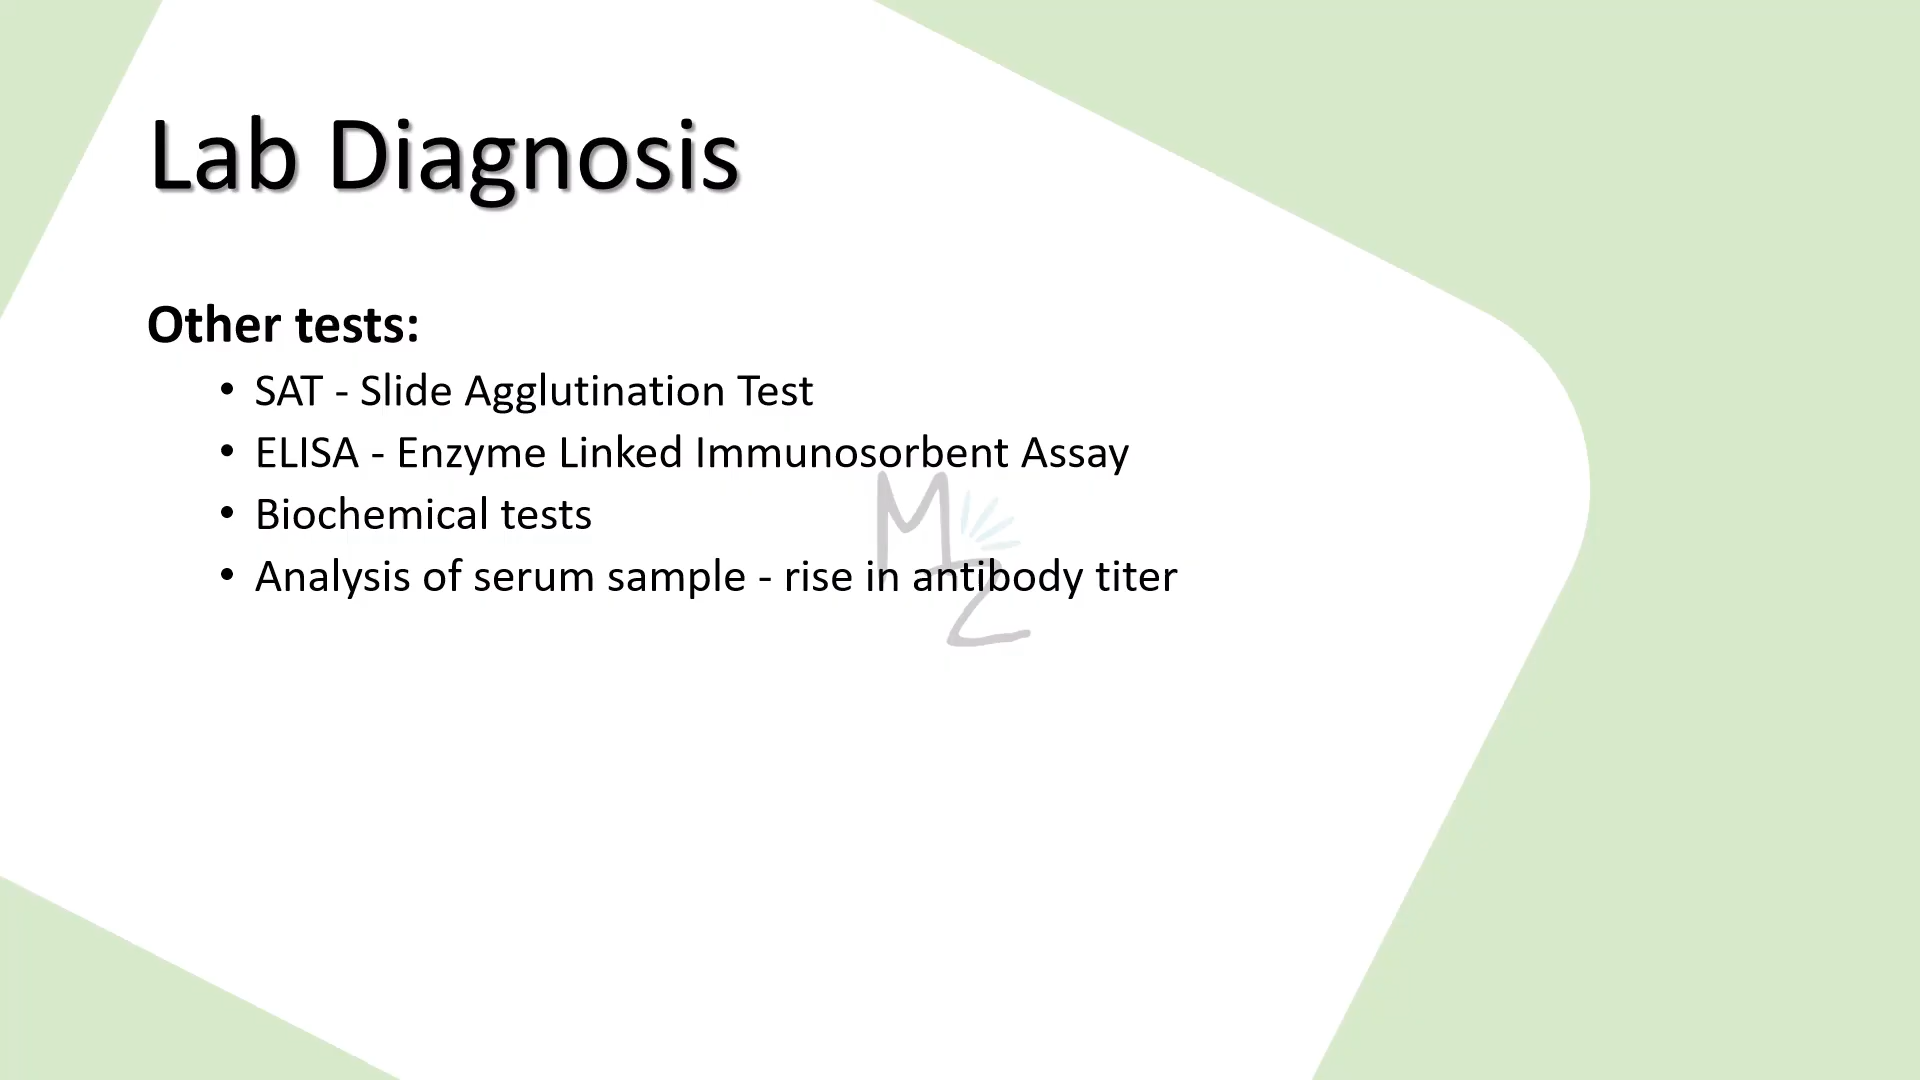 Lab Diagnosis
Other tests:
• SAT - Slide Agglutination Test
• ELISA - Enzyme Linked Immunosorbent Assay
• Biochemical tests
• Analysis of serum sample - rise in antibody titer
MZ